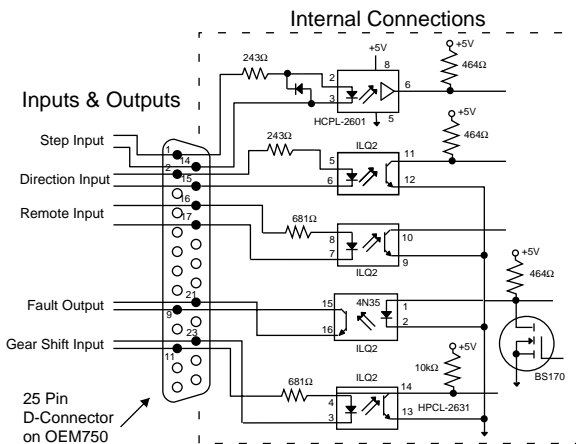 Internal Connections
Inputs & Outputs
+5V
+5V
243Ω
2
8
464Ω
6
3
5
HCPL-2601
Step Input
1
14
+5V
464Ω
243Ω
ILQ2
5
11
6
12
Direction Input
2
15
Remote Input
16
17
681Ω
8
10
7
9
ILQ2
+5V
464Ω
Fault Output
21
9
15
4N35
1
16
2
ILQ2
BS170
Gear Shift Input
23
11
+5V
10kΩ
ILQ2
681Ω
14
4
HPCL-2631
3
13
25 Pin
D-Connector
on OEM750